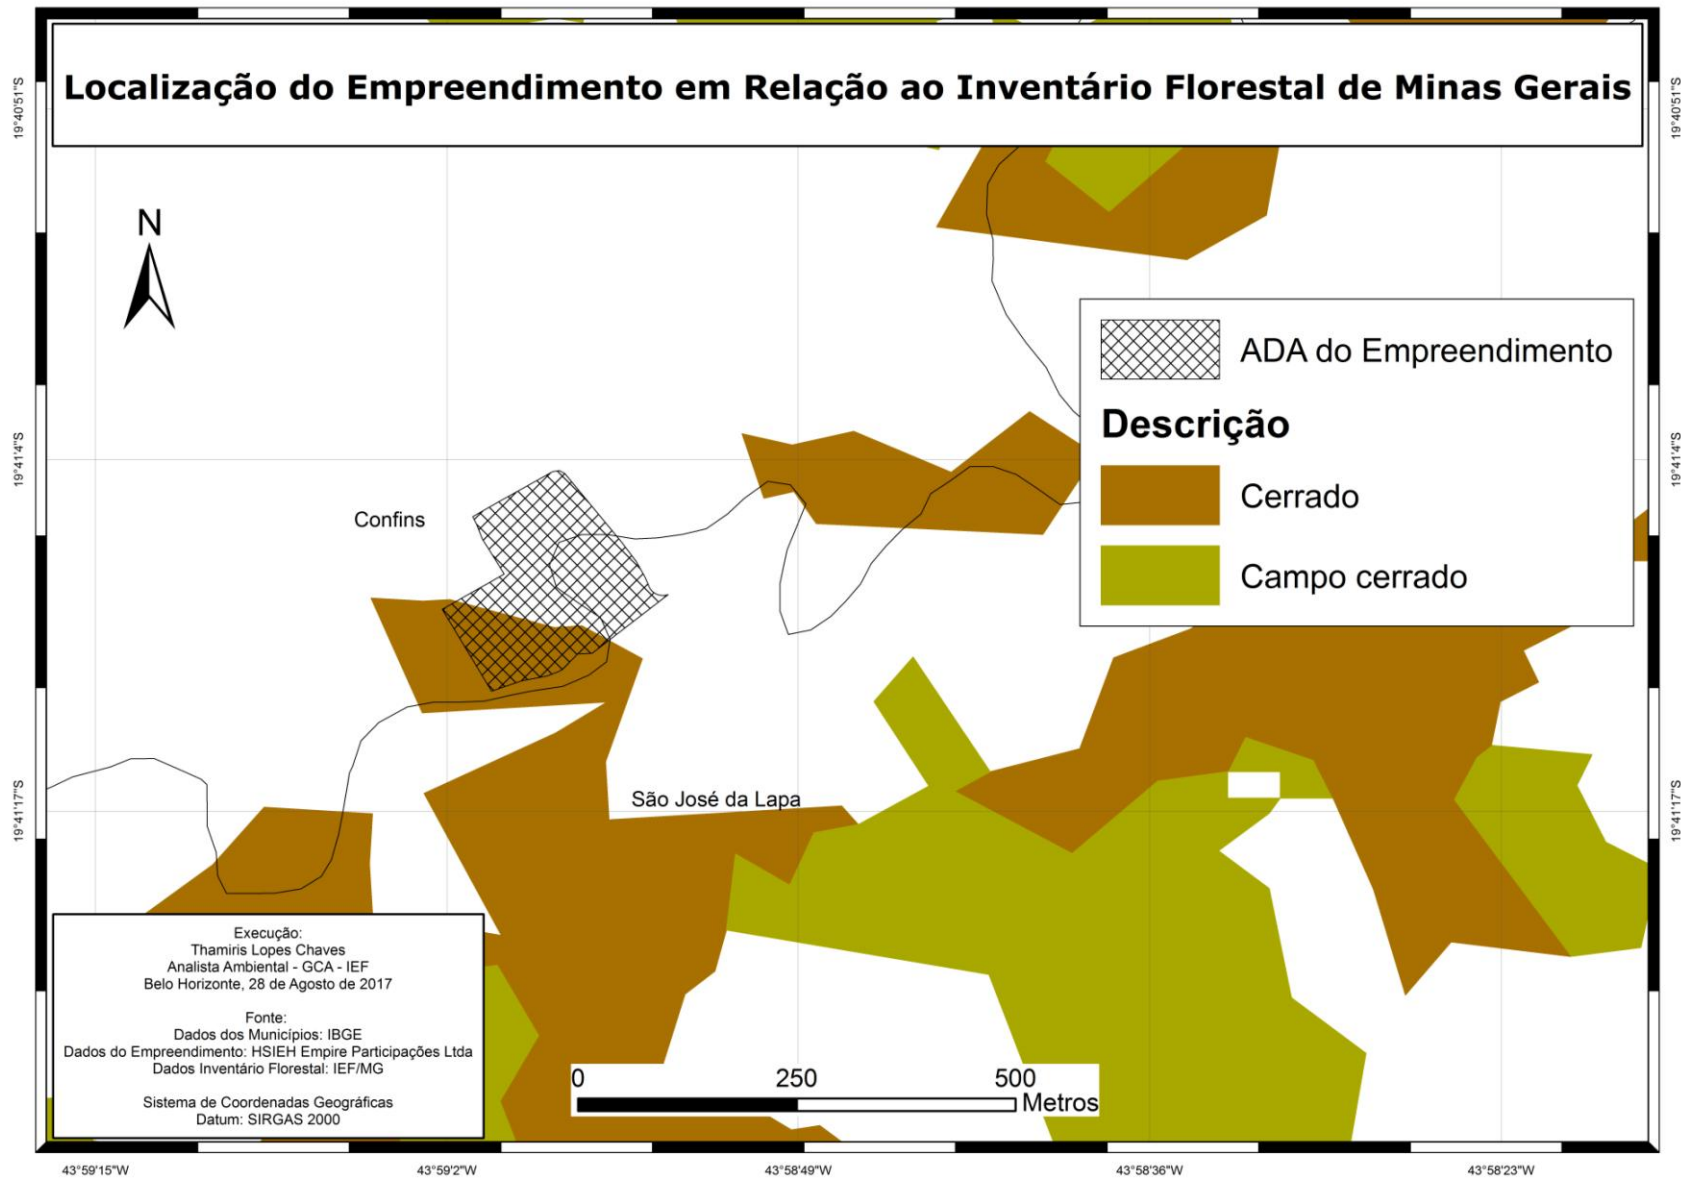 Localização do Empreendimento em Relação ao Inventário Florestal de Minas Gerais
19°40'51"S
19°40'51"S
N
ADA do Empreendimento
Descrição
Cerrado
Campo cerrado
19°41'4"S
19°41'4"S
Confins
São José da Lapa
19°41'17"S
19°41'17"S
Execução:
Thamiris Lopes Chaves
Analista Ambiental - GCA - IEF
Belo Horizonte, 28 de Agosto de 2017
Fonte:
Dados dos Municípios: IBGE
Dados do Empreendimento: HSIEH Empire Participações Ltda
Dados Inventário Florestal: IEF/MG
Sistema de Coordenadas Geográficas
Datum: SIRGAS 2000
0 250 500
Metros
43°59'15"W 43°59'2"W 43°58'49"W 43°58'36"W 43°58'23"W